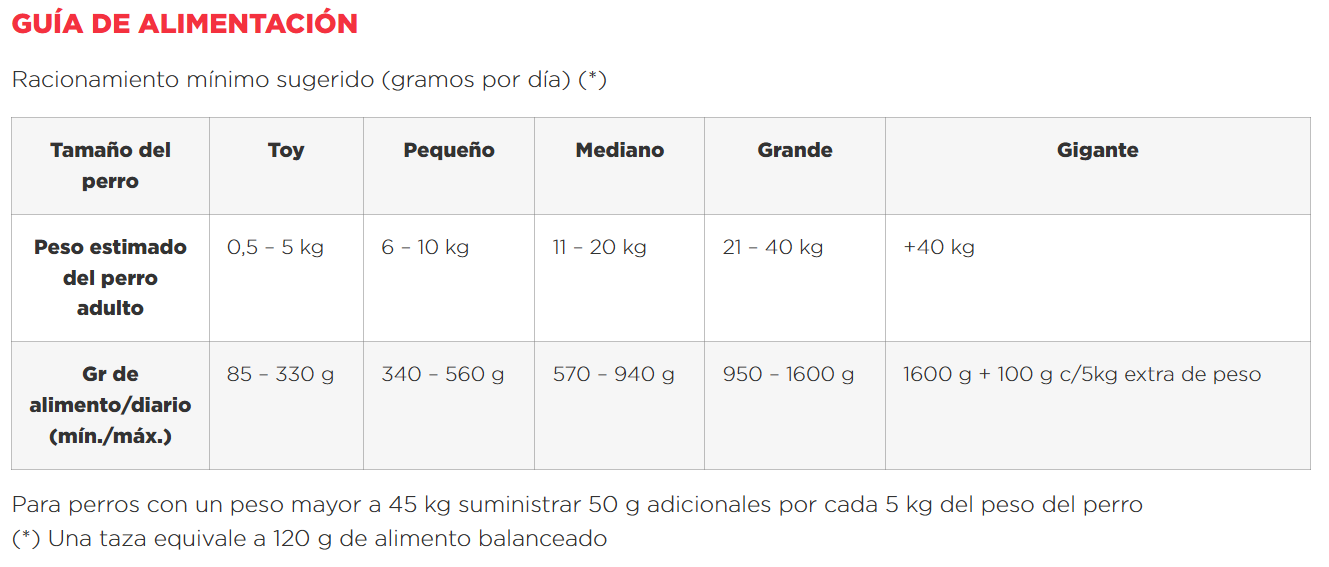 GUÍA DE ALIMENTACIÓN
Racionamiento mínimo sugerido (gramos por día) (*)
Tamaño del perro Toy Pequeño Mediano Grande Gigante
Peso estimado del perro adulto 0,5 – 5 kg 6 – 10 kg 11 – 20 kg 21 – 40 kg +40 kg
Gr de alimento/diario (mín./máx.) 85 – 330 g 340 – 560 g 570 – 940 g 950 – 1600 g 1600 g + 100 g c/5kg extra de peso
Para perros con un peso mayor a 45 kg suministrar 50 g adicionales por cada 5 kg del peso del perro
(*) Una taza equivale a 120 g de alimento balanceado